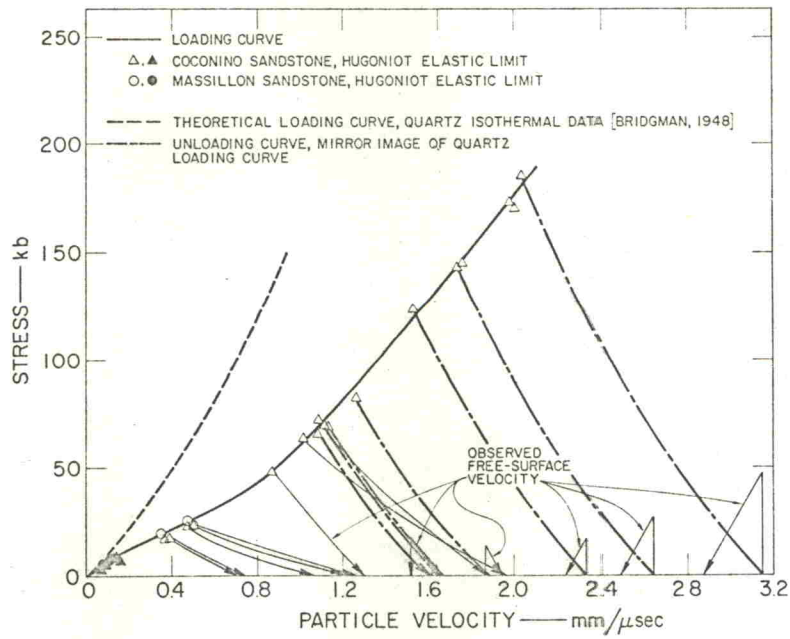 250
LOADING CURVE
△,▲ COCONINO SANDSTONE, HUGONIOT ELASTIC LIMIT
○,● MASSILLON SANDSTONE, HUGONIOT ELASTIC LIMIT
THEORETICAL LOADING CURVE, QUARTZ ISOTHERMAL DATA [BRIDGMAN, 1948]
UNLOADING CURVE, MIRROR IMAGE OF QUARTZ
LOADING CURVE
200
150
100
50
0
STRESS—kb
OBSERVED
FREE-SURFACE
VELOCITY
0 0.4 0.8 1.2 1.6 2.0 2.4 2.8 3.2
PARTICLE VELOCITY — mm/μsec